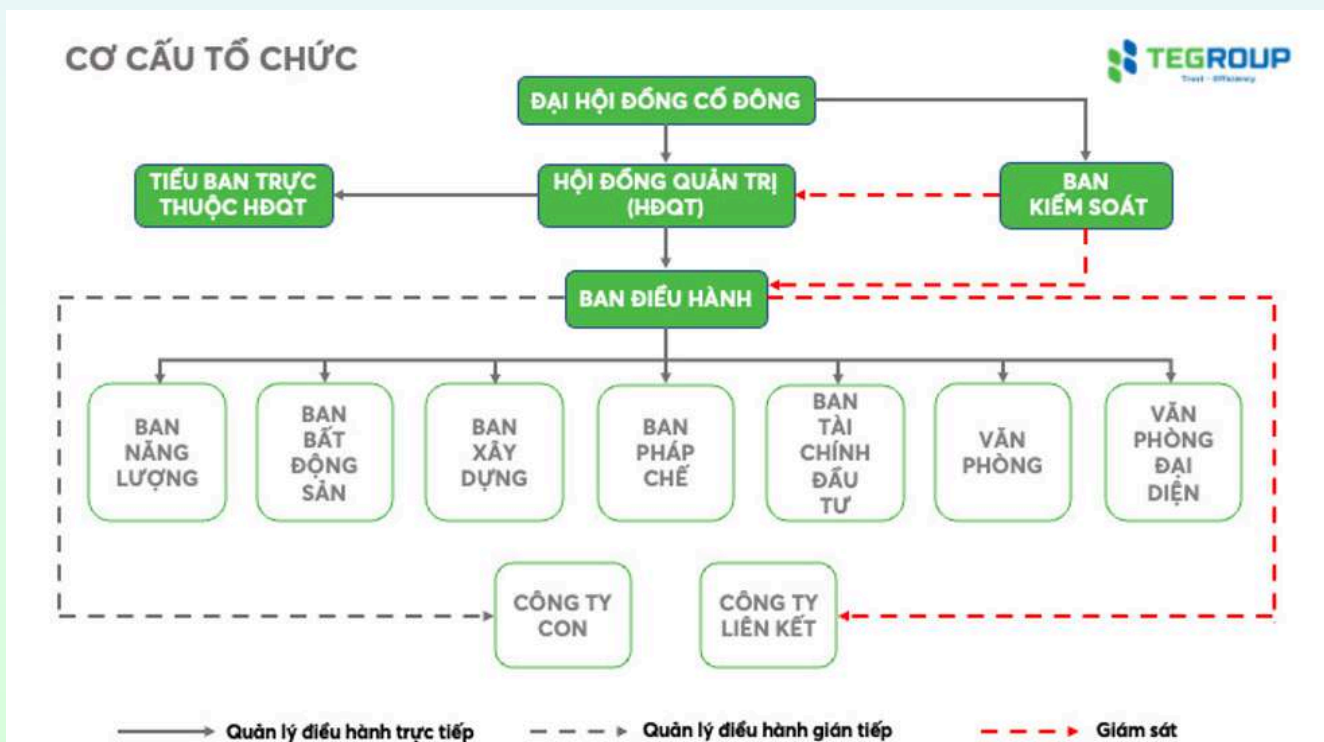 CƠ CẤU TỔ CHỨC
TEGROUP
Trust - Efficiency
ĐẠI HỘI ĐỒNG CỔ ĐÔNG
TIỂU BAN TRỰC
THUỘC HĐQT
HỘI ĐỒNG QUẢN TRỊ
(HĐQT)
BAN
KIỂM SOÁT
BAN ĐIỀU HÀNH
BAN
NĂNG
LƯỢNG
BAN
BẤT
ĐỘNG
SẢN
BAN
XÂY
DỰNG
BAN
PHÁP
CHẾ
BAN
TÀI
CHÍNH
ĐẦU
TƯ
VĂN
PHÒNG
VĂN
PHÒNG
ĐẠI
DIỆN
CÔNG TY
CON
CÔNG TY
LIÊN KẾT
Quản lý điều hành trực tiếp
Quản lý điều hành gián tiếp
Giám sát